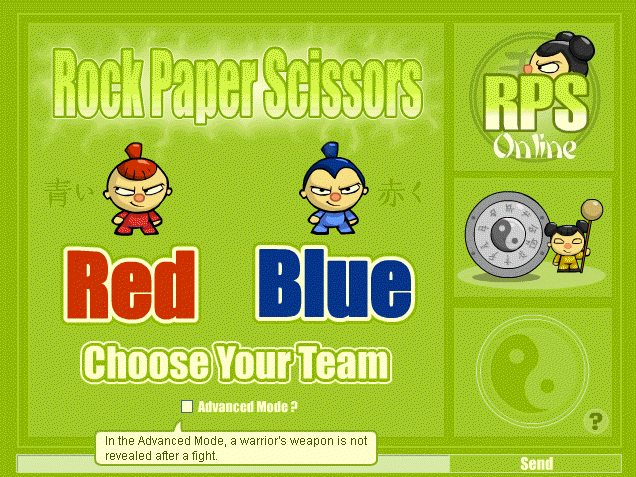 Rock Paper Scissors
RPS
Online
青い
赤く
Red
Blue
Choose Your Team
Advanced Mode ?
In the Advanced Mode, a warrior's weapon is not
revealed after a fight.
?
Send